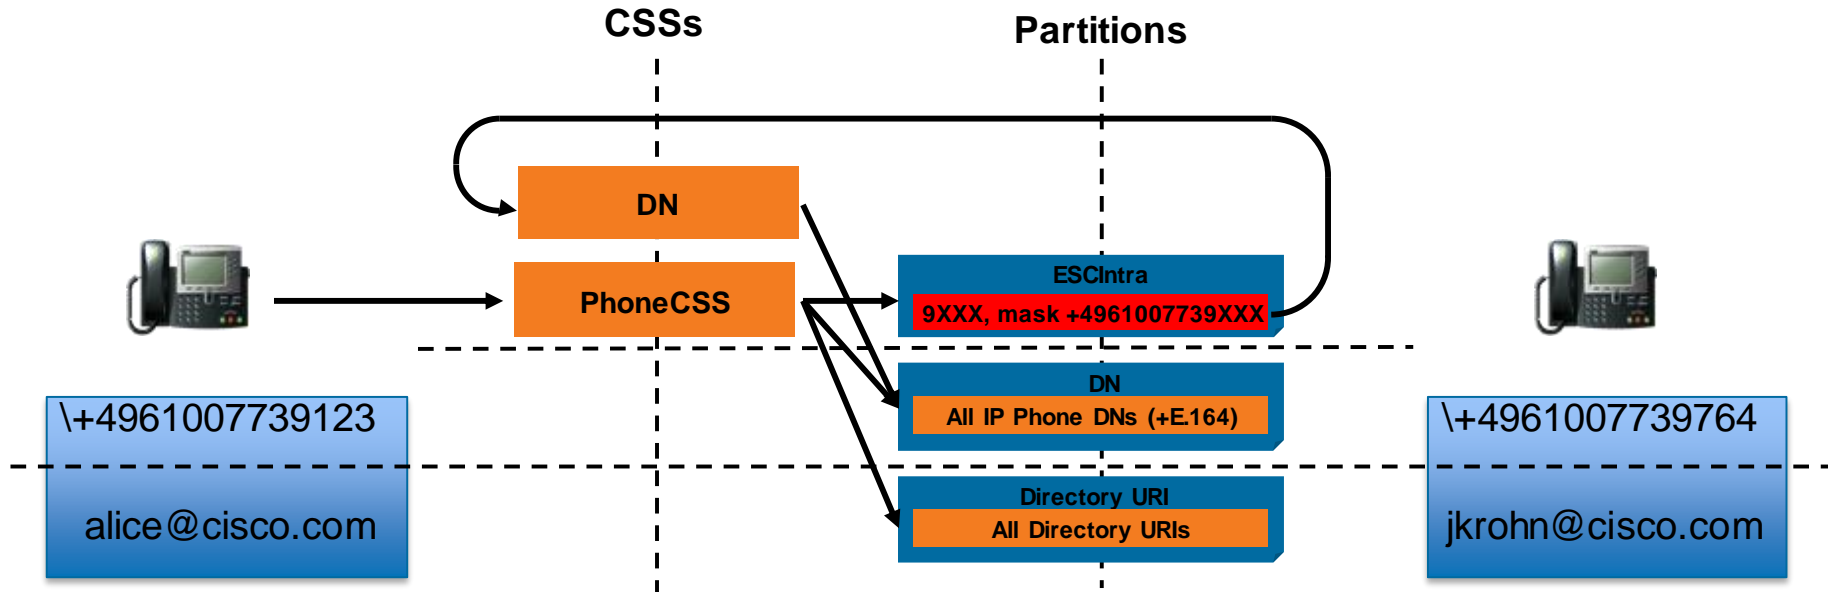 CSSs
Partitions
DN
PhoneCSS
ESCIntra
9XXX, mask +4961007739XXX
DN
All IP Phone DNs (+E.164)
Directory URI
All Directory URIs
\+4961007739123
alice@cisco.com
\+4961007739764
jkrohn@cisco.com